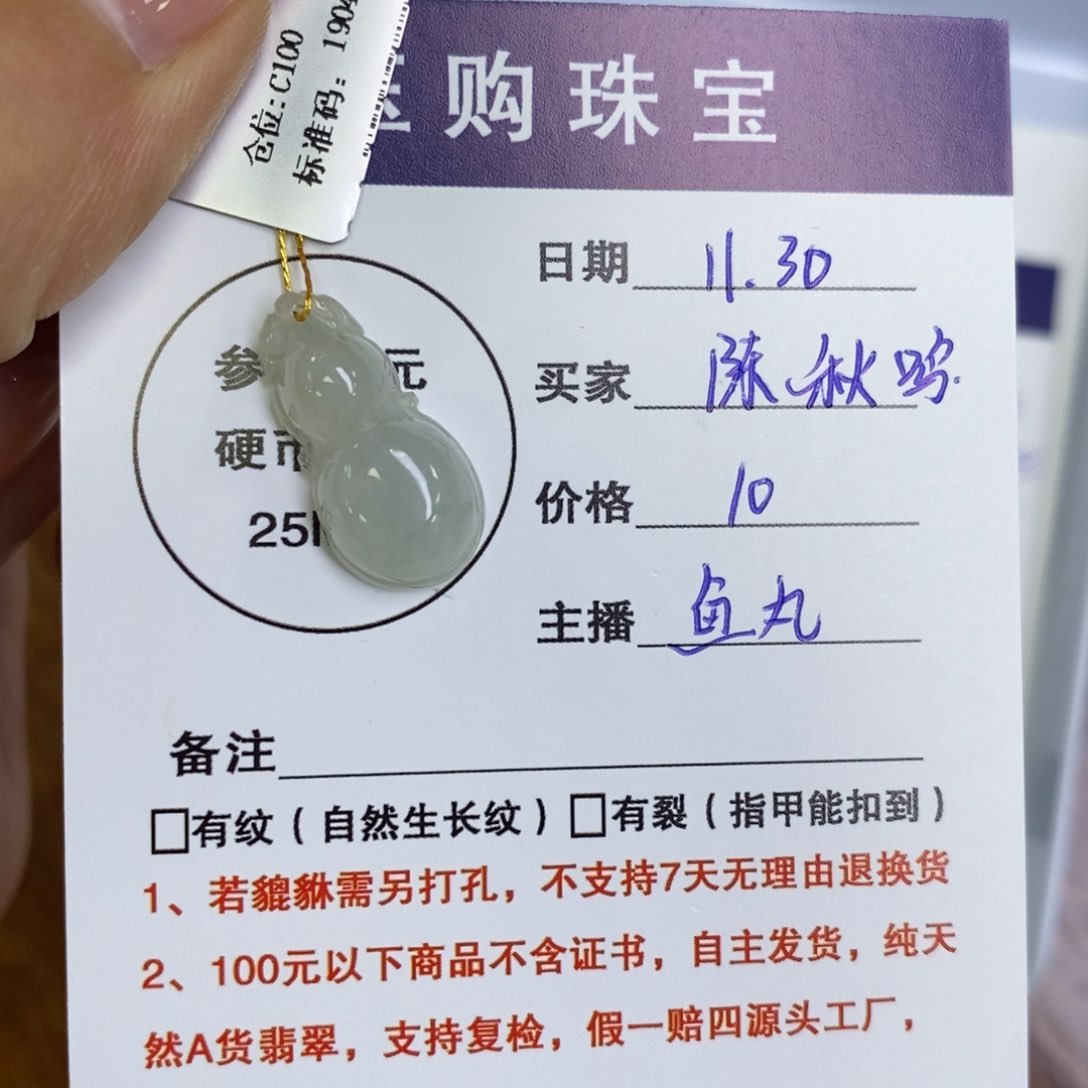 仓位:C100
标准码:1904
购珠宝
日期 11.30
买家 陈秋鸣
价格 10
主播 鱼丸
参 元
硬币
25
备注
□有纹(自然生长纹)□有裂(指甲能扣到)
1、若貔貅需另打孔,不支持7天无理由退换货
2、100元以下商品不含证书,自主发货,纯天
然A货翡翠,支持复检,假一赔四源头工厂,